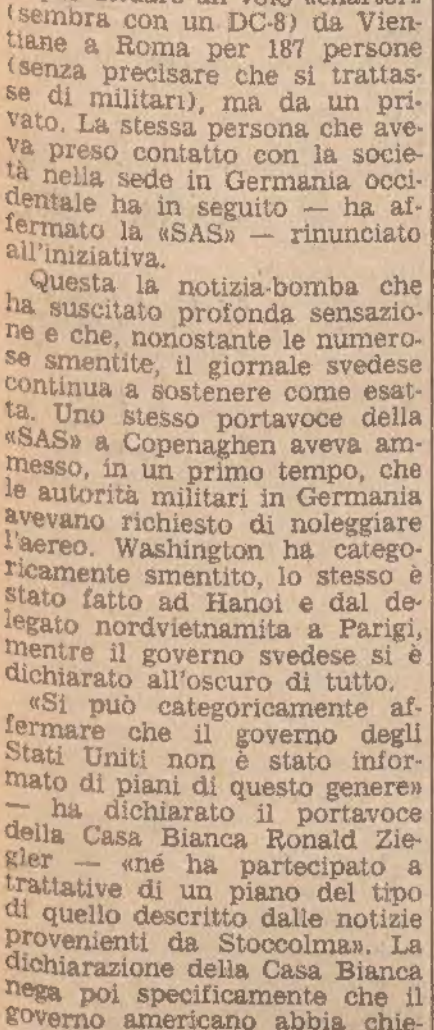 un volo «charter»
(sembra con un DC-8) da Vien-
tiane a Roma per 187 persone
(senza precisare che si trattas-
se di militari), ma da un pri-
vato. La stessa persona che ave-
va preso contatto con la socie-
tà nella sede in Germania occi-
dentale ha in seguito — ha af-
fermato la «SAS» — rinunciato
all'iniziativa.
Questa la notizia-bomba che
ha suscitato profonda sensazio-
ne e che, nonostante le numero-
se smentite, il giornale svedese
continua a sostenere come esat-
ta. Uno stesso portavoce della
«SAS» a Copenaghen aveva am-
messo, in un primo tempo, che
le autorità militari in Germania
avevano richiesto di noleggiare
l'aereo. Washington ha catego-
ricamente smentito, lo stesso è
stato fatto ad Hanoi e dal de-
legato nordvietnamita a Parigi,
mentre il governo svedese si è
dichiarato all'oscuro di tutto.
«Si può categoricamente af-
fermare che il governo degli
Stati Uniti non è stato infor-
mato di piani di questo genere»
— ha dichiarato il portavoce
della Casa Bianca Ronald Zie-
gler — «né ha partecipato a
trattative di un piano del tipo
di quello descritto dalle notizie
provenienti da Stoccolma». La
dichiarazione della Casa Bianca
nega poi specificamente che il
governo americano abbia chie-